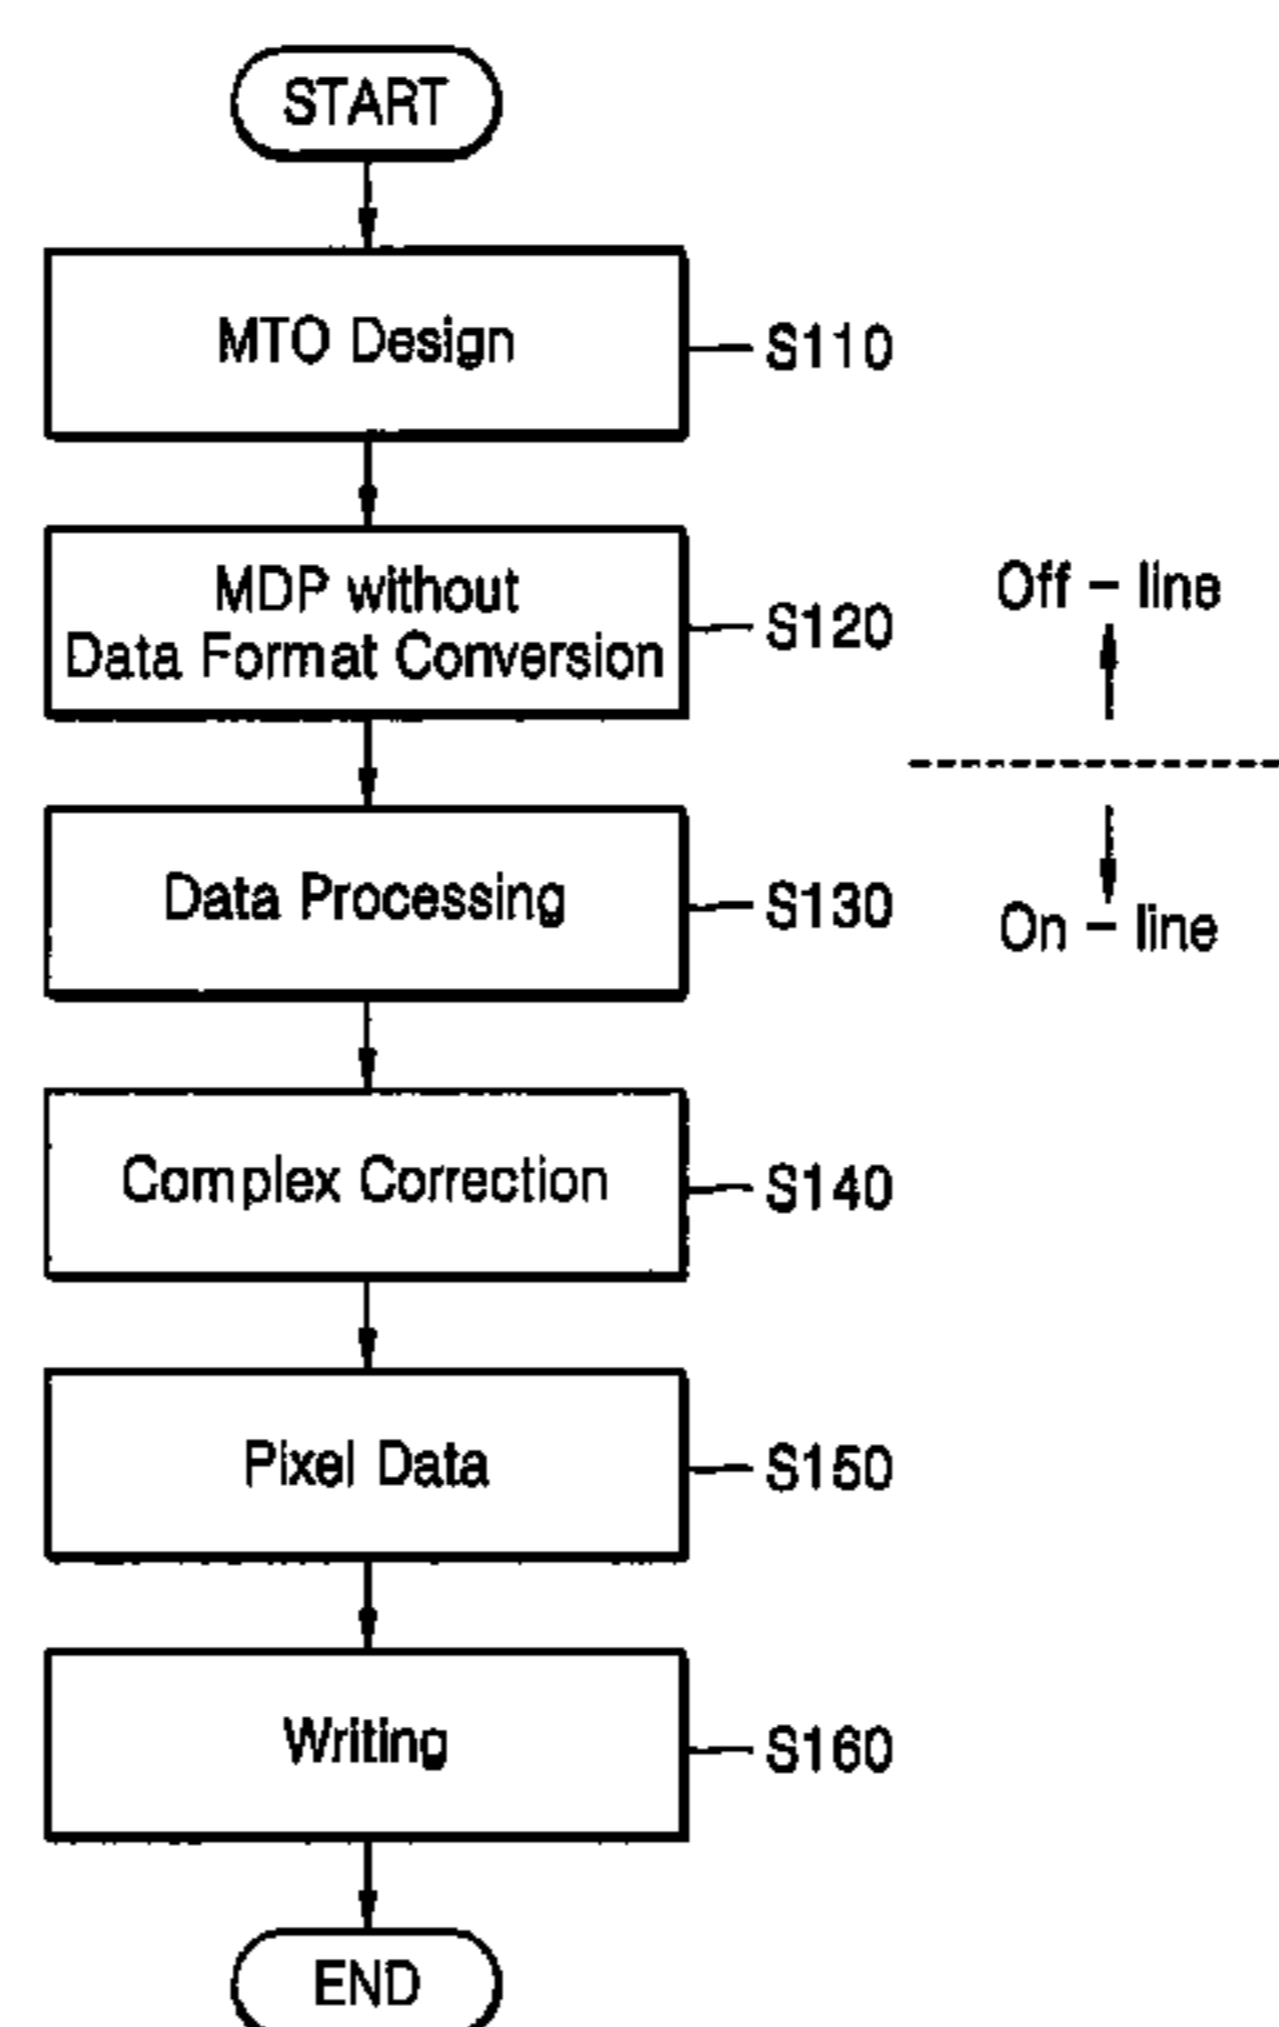 START
MTO Design
S110
MDP without
Data Format Conversion
S120
Off - line
Data Processing
S130
On - line
Complex Correction
S140
Pixel Data
S150
Writing
S160
END